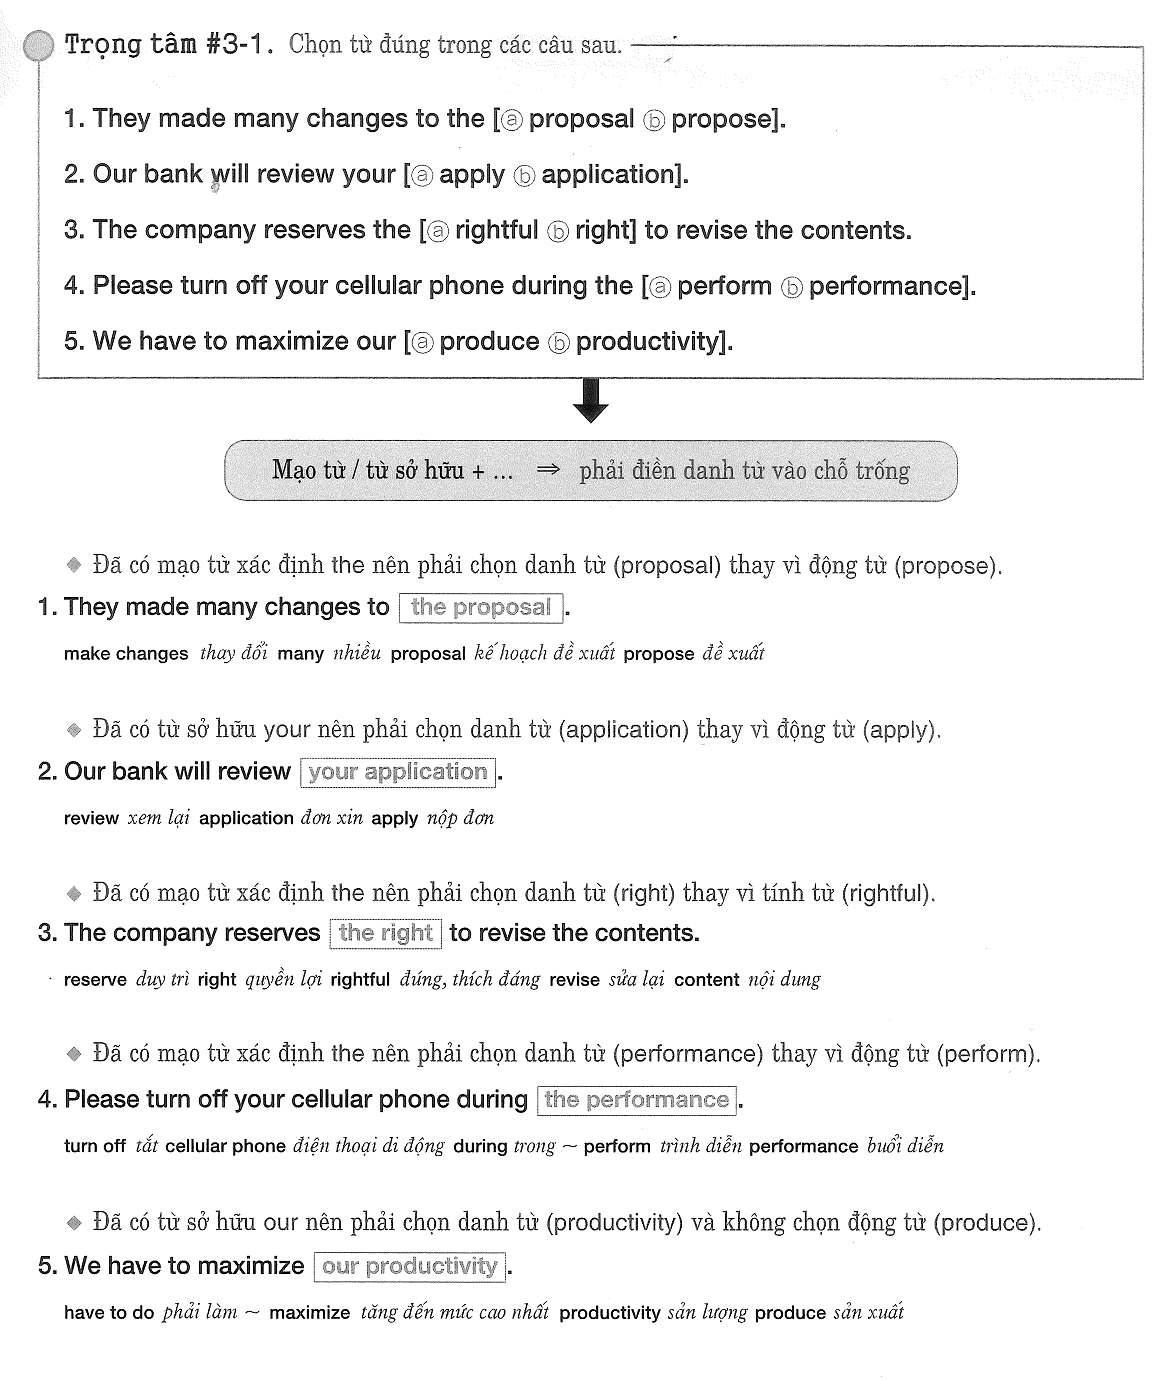 Trọng tâm #3-1. Chọn từ đúng trong các câu sau.
1. They made many changes to the [ⓐ proposal ⓑ propose].
2. Our bank will review your [ⓐ apply ⓑ application].
3. The company reserves the [ⓐ rightful ⓑ right] to revise the contents.
4. Please turn off your cellular phone during the [ⓐ perform ⓑ performance].
5. We have to maximize our [ⓐ produce ⓑ productivity].
Mạo từ / từ sở hữu + ... ⇒ phải điền danh từ vào chỗ trống
◆ Đã có mạo từ xác định the nên phải chọn danh từ (proposal) thay vì động từ (propose).
1. They made many changes to the proposal.
make changes thay đổi many nhiều proposal kế hoạch đề xuất propose đề xuất
◆ Đã có từ sở hữu your nên phải chọn danh từ (application) thay vì động từ (apply).
2. Our bank will review your application.
review xem lại application đơn xin apply nộp đơn
◆ Đã có mạo từ xác định the nên phải chọn danh từ (right) thay vì tính từ (rightful).
3. The company reserves the right to revise the contents.
reserve duy trì right quyền lợi rightful đúng, thích đáng revise sửa lại content nội dung
◆ Đã có mạo từ xác định the nên phải chọn danh từ (performance) thay vì động từ (perform).
4. Please turn off your cellular phone during the performance.
turn off tắt cellular phone điện thoại di động during trong ~ perform trình diễn performance buổi diễn
◆ Đã có từ sở hữu our nên phải chọn danh từ (productivity) và không chọn động từ (produce).
5. We have to maximize our productivity.
have to do phải làm ~ maximize tăng đến mức cao nhất productivity sản lượng produce sản xuất